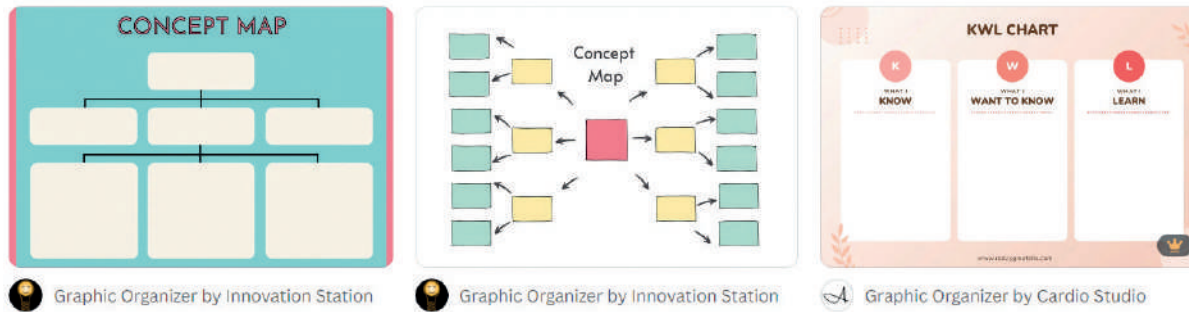 CONCEPT MAP
Graphic Organizer by Innovation Station
Concept
Map
Graphic Organizer by Innovation Station
KWL CHART
K
WHAT I
KNOW
W
WHAT I
WANT TO KNOW
L
WHAT I
LEARN
A
Graphic Organizer by Cardio Studio